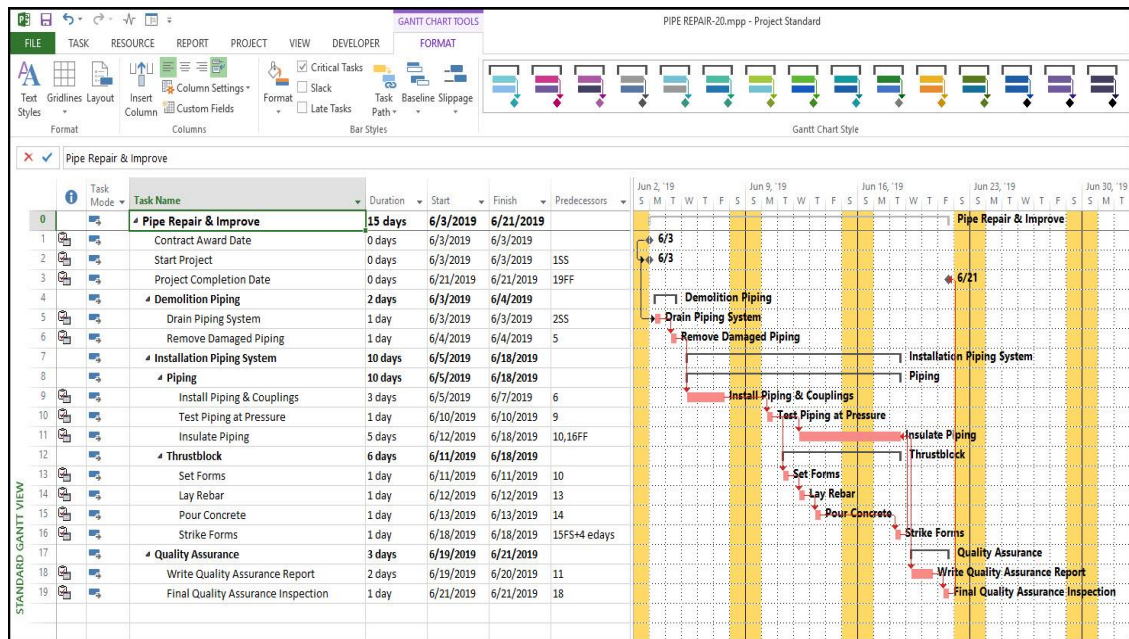 GANTT CHART TOOLS PIPE REPAIR-20.mpp - Project Standard
FILE TASK RESOURCE REPORT PROJECT VIEW DEVELOPER FORMAT
Text Styles Gridlines Layout Insert Column Column Settings Custom Fields Format Critical Tasks Slack Late Tasks Task Path Baseline Slippage
Format Columns Bar Styles Gantt Chart Style
Pipe Repair & Improve
Task Mode Task Name Duration Start Finish Predecessors
Jun 2, '19 Jun 9, '19 Jun 16, '19 Jun 23, '19 Jun 30, '19
S M T W T F S S M T W T F S S M T W T F S S M T W T F S S M T
0 Pipe Repair & Improve 15 days 6/3/2019 6/21/2019 Pipe Repair & Improve
1 Contract Award Date 0 days 6/3/2019 6/3/2019 6/3
2 Start Project 0 days 6/3/2019 6/3/2019 1SS 6/3
3 Project Completion Date 0 days 6/21/2019 6/21/2019 19FF 6/21
4 Demolition Piping 2 days 6/3/2019 6/4/2019 Demolition Piping
5 Drain Piping System 1 day 6/3/2019 6/3/2019 2SS Drain Piping System
6 Remove Damaged Piping 1 day 6/4/2019 6/4/2019 5 Remove Damaged Piping
7 Installation Piping System 10 days 6/5/2019 6/18/2019 Installation Piping System
8 Piping 10 days 6/5/2019 6/18/2019 Piping
9 Install Piping & Couplings 3 days 6/5/2019 6/7/2019 6 Install Piping & Couplings
10 Test Piping at Pressure 1 day 6/10/2019 6/10/2019 9 Test Piping at Pressure
11 Insulate Piping 5 days 6/12/2019 6/18/2019 10,16FF Insulate Piping
12 Thrustblock 6 days 6/11/2019 6/18/2019 Thrustblock
13 Set Forms 1 day 6/11/2019 6/11/2019 10 Set Forms
14 Lay Rebar 1 day 6/12/2019 6/12/2019 13 Lay Rebar
15 Pour Concrete 1 day 6/13/2019 6/13/2019 14 Pour Concrete
16 Strike Forms 1 day 6/18/2019 6/18/2019 15FS+4 edays Strike Forms
17 Quality Assurance 3 days 6/19/2019 6/21/2019 Quality Assurance
18 Write Quality Assurance Report 2 days 6/19/2019 6/20/2019 11 Write Quality Assurance Report
19 Final Quality Assurance Inspection 1 day 6/21/2019 6/21/2019 18 Final Quality Assurance Inspection
STANDARD GANTT VIEW